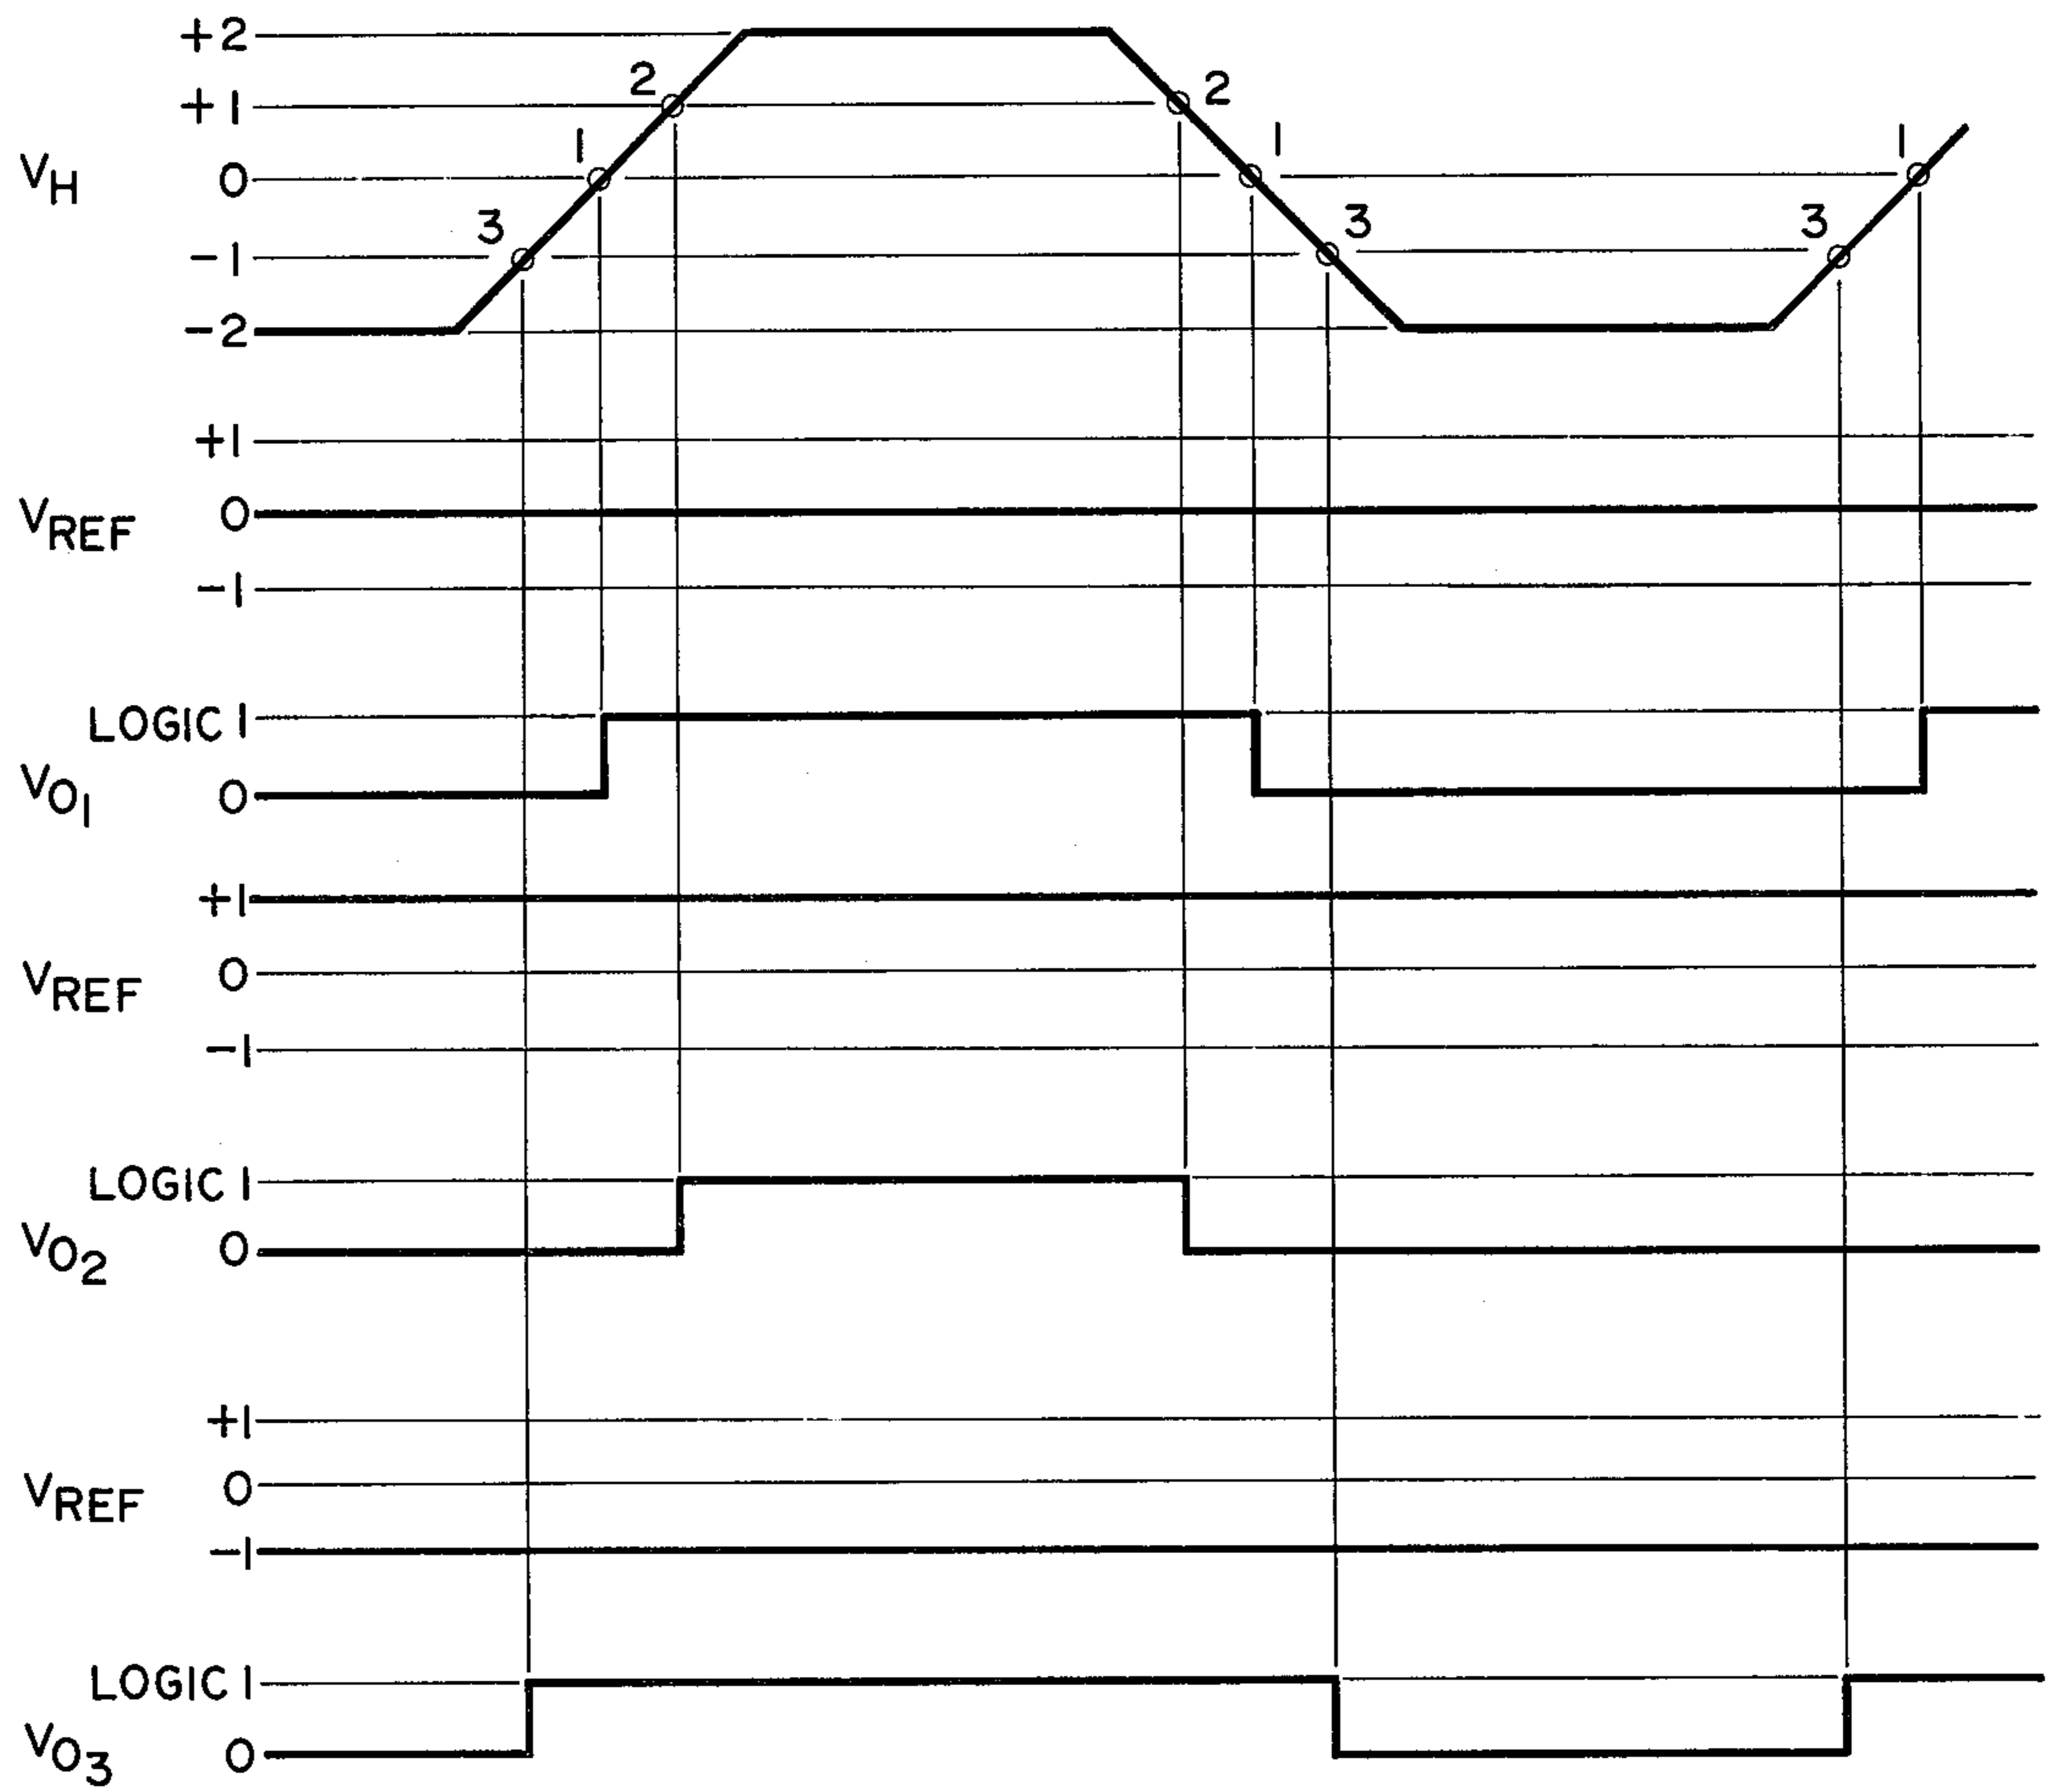 +2
2 2
+1
1 1 1
V_H 0
3 3 3
-1
-2
+1
V_REF 0
-1
LOGIC 1
V_O1 0
+1
V_REF 0
-1
LOGIC 1
V_O2 0
+1
V_REF 0
-1
LOGIC 1
V_O3 0